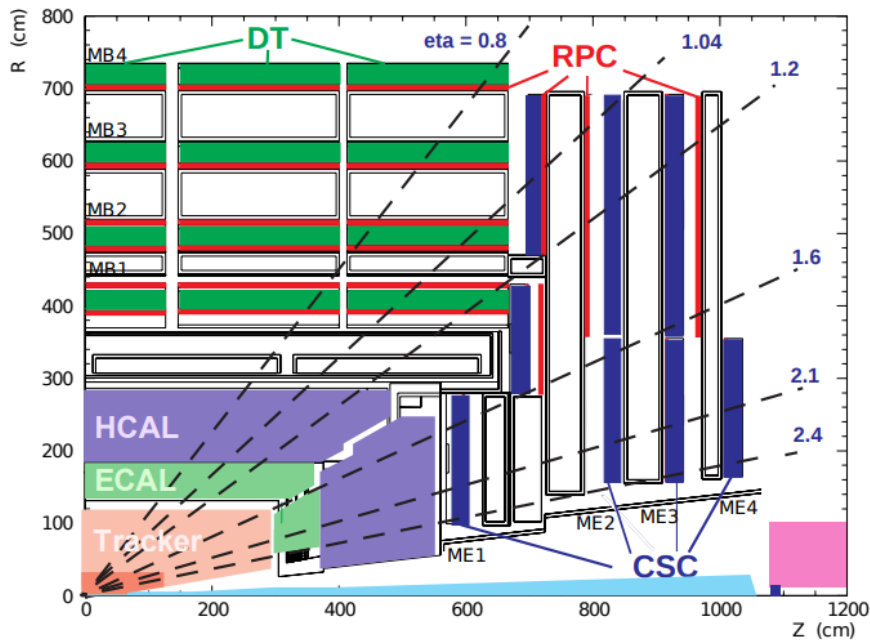 R (cm)
800
700
600
500
400
300
200
100
0
MB4
MB3
MB2
MB1
DT
eta = 0.8
RPC
1.04
1.2
1.6
2.1
2.4
HCAL
ECAL
Tracker
ME1
ME2
ME3
ME4
CSC
0
200
400
600
800
1000
1200
Z (cm)